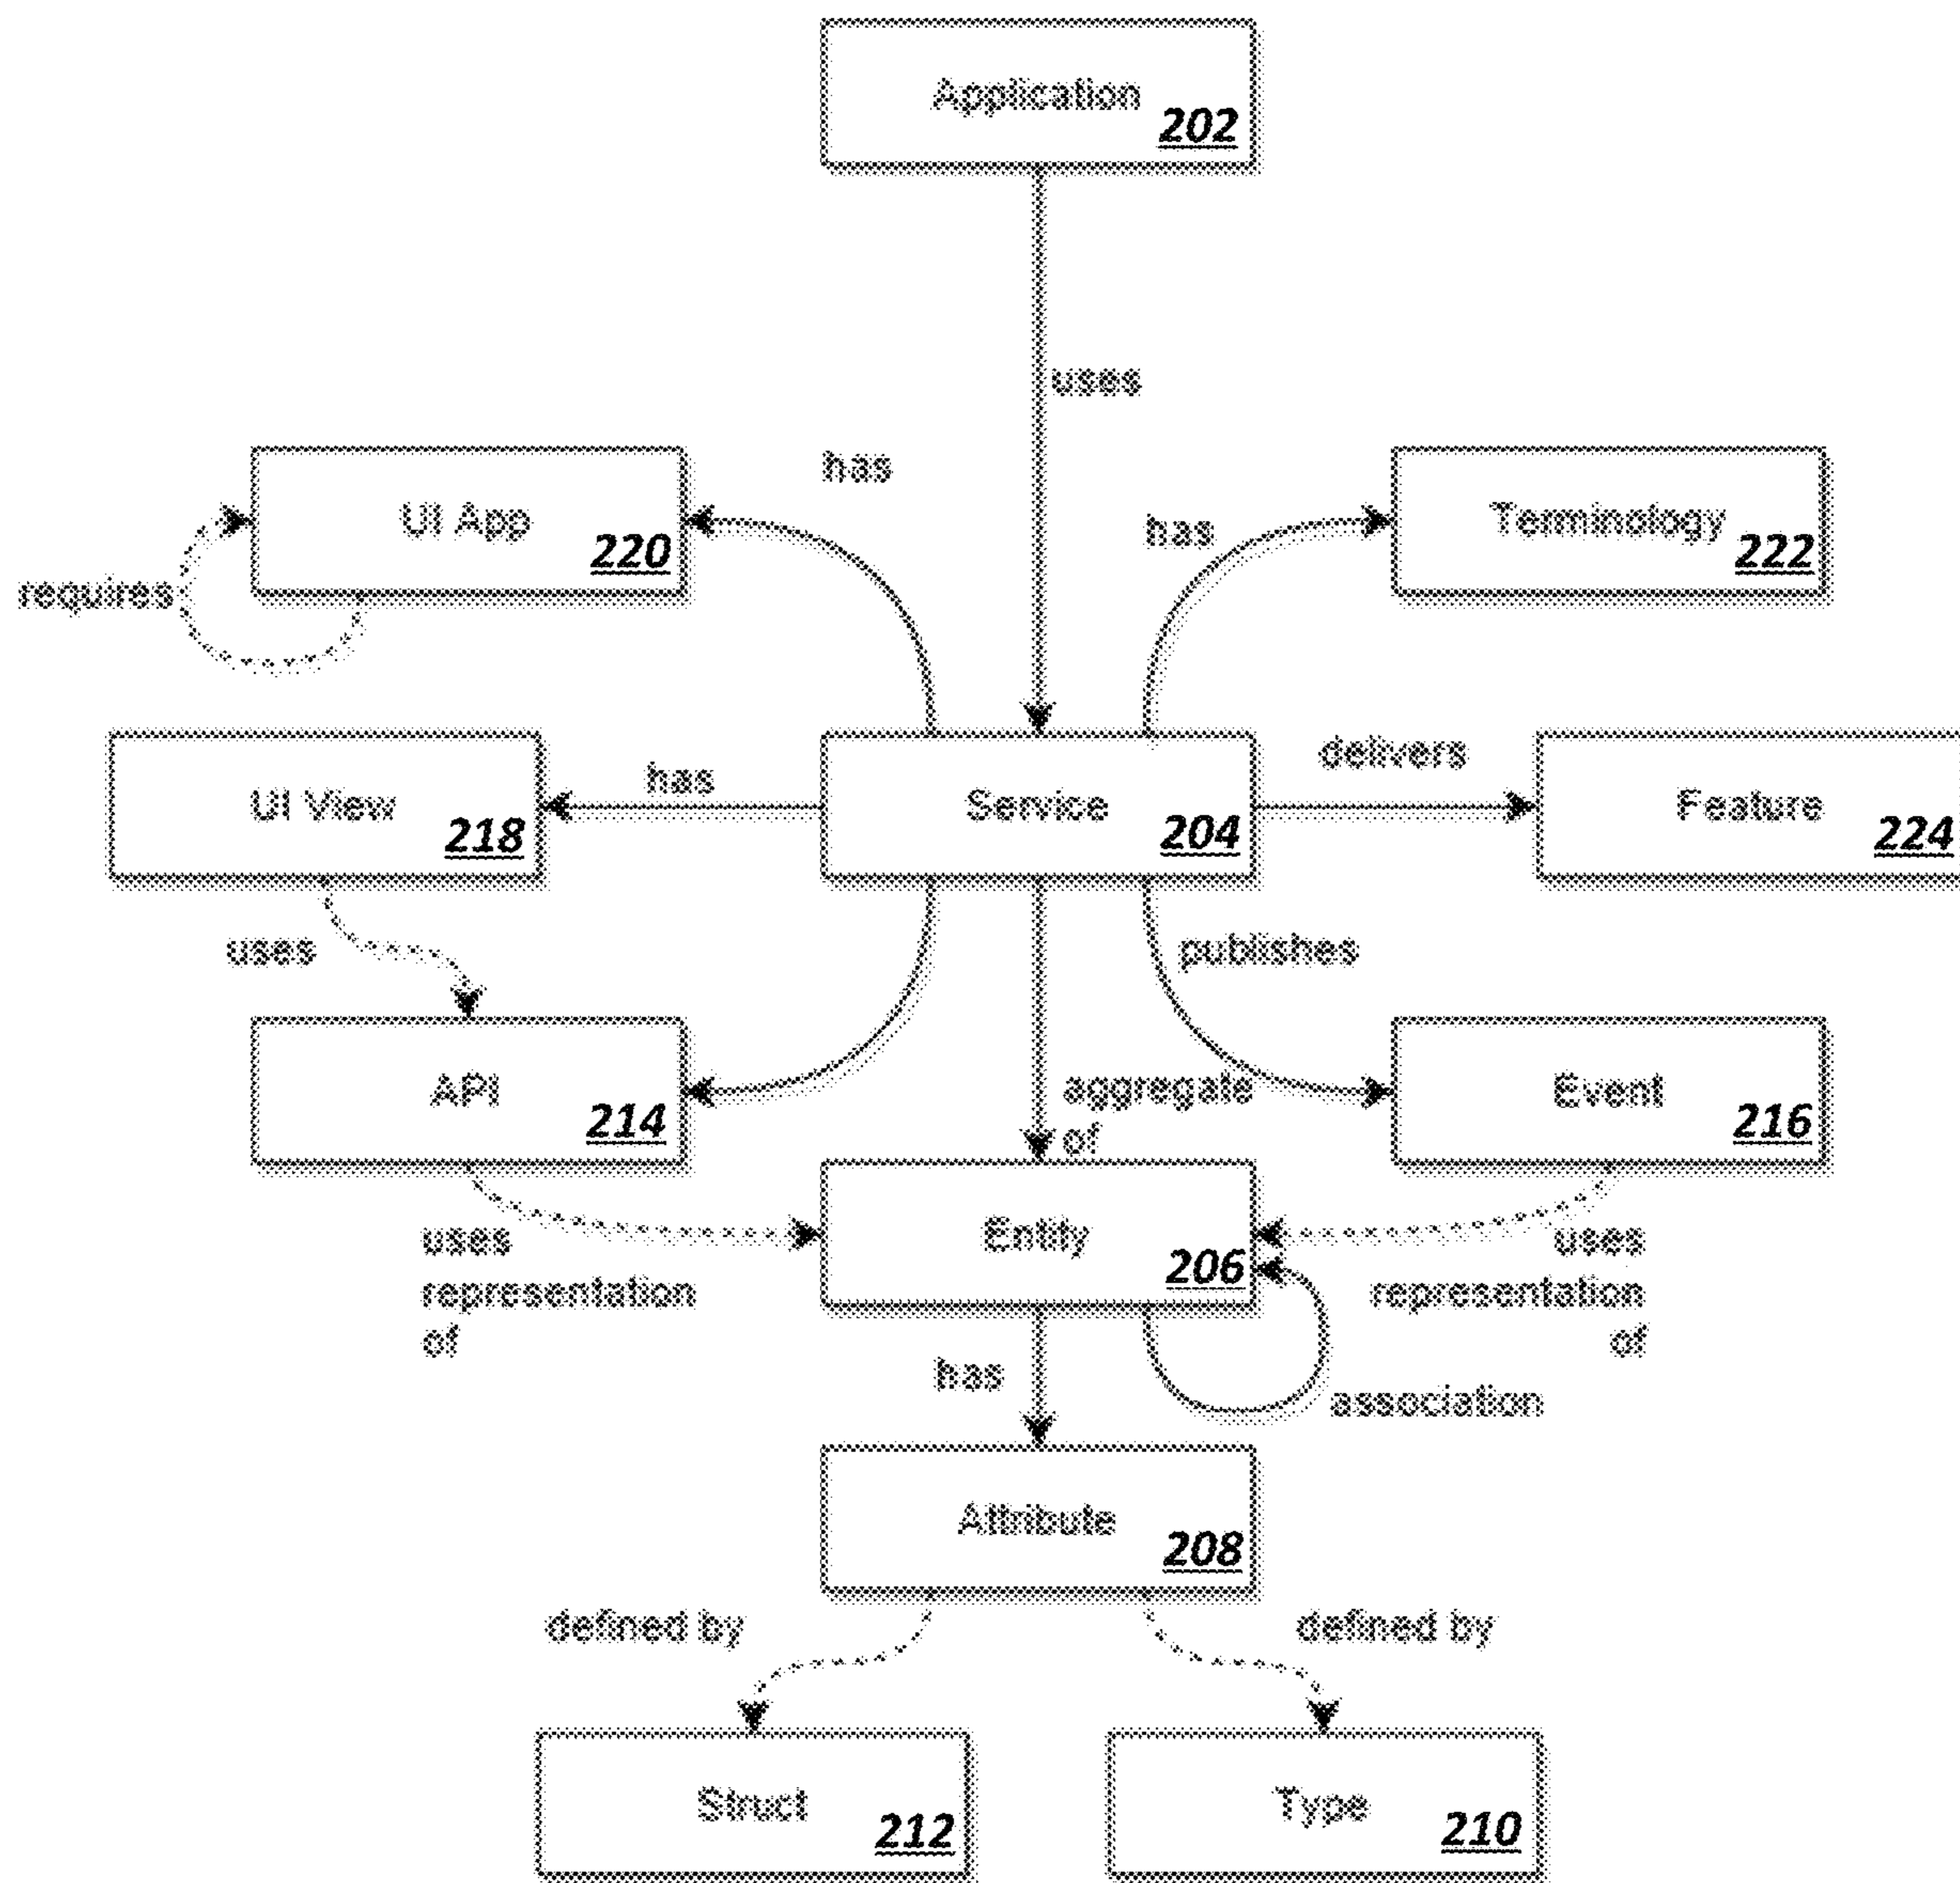 Application
202
uses
has
has
UI App
220
Terminology
222
requires
delivers
has
UI View
218
Service
204
Feature
224
uses
publishes
API
214
aggregate
of
Event
216
Entity
206
uses
representation
of
uses
representation
of
has
association
Attribute
208
defined by
defined by
Struct
212
Type
210